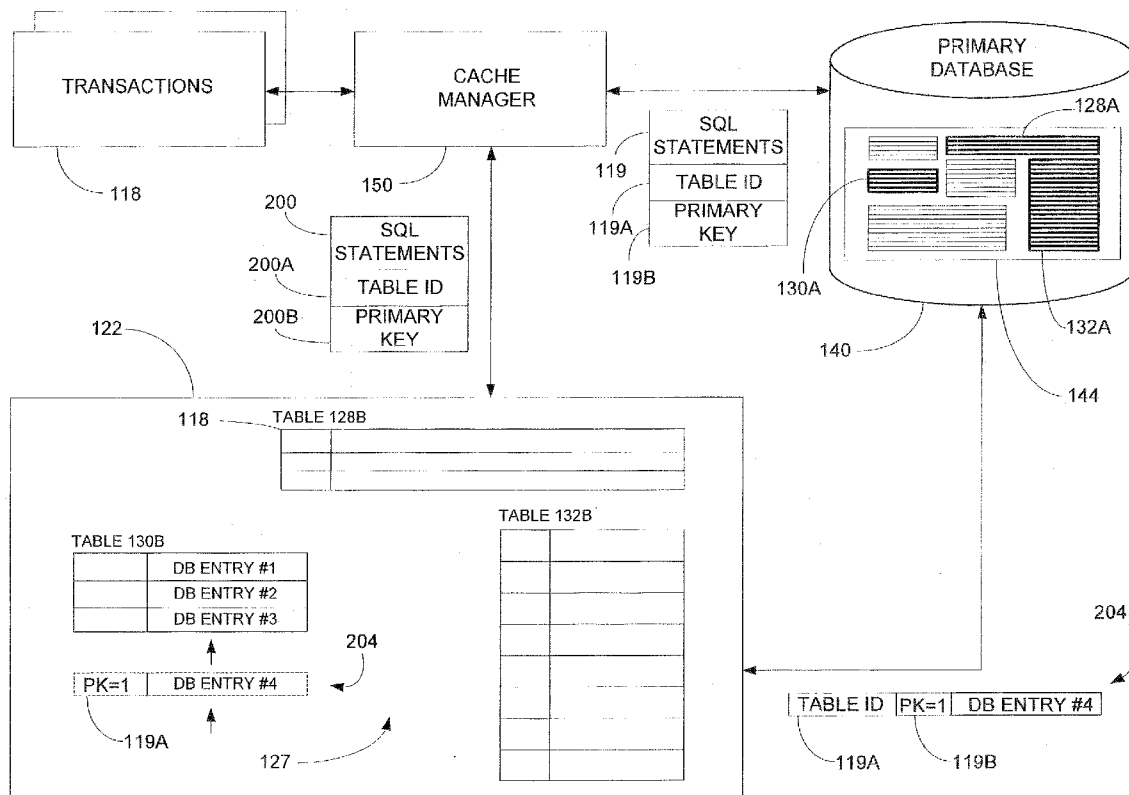 TRANSACTIONS
118
CACHE
MANAGER
150
PRIMARY
DATABASE
128A
130A
132A
140
144
119
SQL
STATEMENTS
119A
TABLE ID
119B
PRIMARY
KEY
200
SQL
STATEMENTS
200A
TABLE ID
200B
PRIMARY
KEY
122
118
TABLE 128B
TABLE 130B
DB ENTRY #1
DB ENTRY #2
DB ENTRY #3
204
PK=1
DB ENTRY #4
119A
127
TABLE 132B
204
TABLE ID
PK=1
DB ENTRY #4
119A
119B